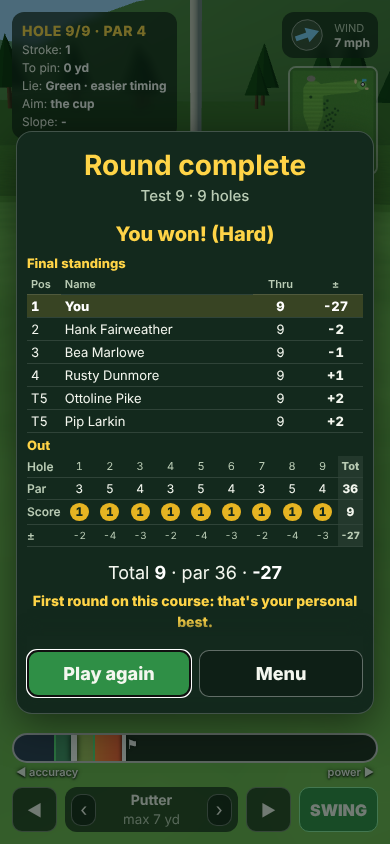 HOLE 9/9 · PAR 4
Stroke: 1
To pin: 0 yd
Lie: Green · easier timing
Aim: the cup
Slope: -
WIND
7 mph
Round complete
Test 9 · 9 holes
You won! (Hard)
Final standings
Pos Name Thru ±
1 You 9 -27
2 Hank Fairweather 9 -2
3 Bea Marlowe 9 -1
4 Rusty Dunmore 9 +1
T5 Ottoline Pike 9 +2
T5 Pip Larkin 9 +2
Out
Hole 1 2 3 4 5 6 7 8 9 Tot
Par 3 5 4 3 5 4 3 5 4 36
Score 1 1 1 1 1 1 1 1 1 9
± -2 -4 -3 -2 -4 -3 -2 -4 -3 -27
Total 9 · par 36 · -27
First round on this course: that's your personal
best.
Play again Menu
◀ accuracy power ▶
◀ ‹ Putter › ▶ SWING
max 7 yd